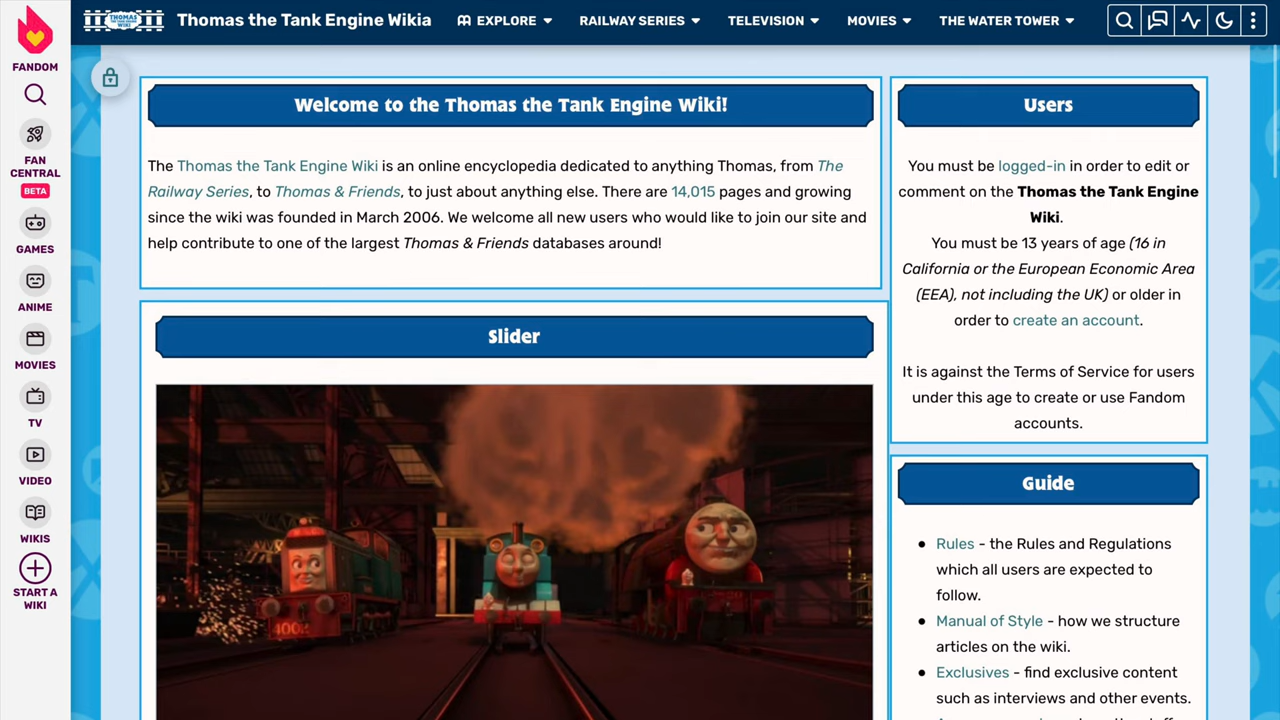 Thomas the Tank Engine Wikia
EXPLORE
RAILWAY SERIES
TELEVISION
MOVIES
THE WATER TOWER
FANDOM
FAN
CENTRAL
BETA
GAMES
ANIME
MOVIES
TV
VIDEO
WIKIS
START A
WIKI
Welcome to the Thomas the Tank Engine Wiki!
The Thomas the Tank Engine Wiki is an online encyclopedia dedicated to anything Thomas, from The
Railway Series, to Thomas & Friends, to just about anything else. There are 14,015 pages and growing
since the wiki was founded in March 2006. We welcome all new users who would like to join our site and
help contribute to one of the largest Thomas & Friends databases around!
Slider
4002
Users
You must be logged-in in order to edit or
comment on the Thomas the Tank Engine
Wiki.
You must be 13 years of age (16 in
California or the European Economic Area
(EEA), not including the UK) or older in
order to create an account.
It is against the Terms of Service for users
under this age to create or use Fandom
accounts.
Guide
• Rules - the Rules and Regulations
which all users are expected to
follow.
• Manual of Style - how we structure
articles on the wiki.
• Exclusives - find exclusive content
such as interviews and other events.